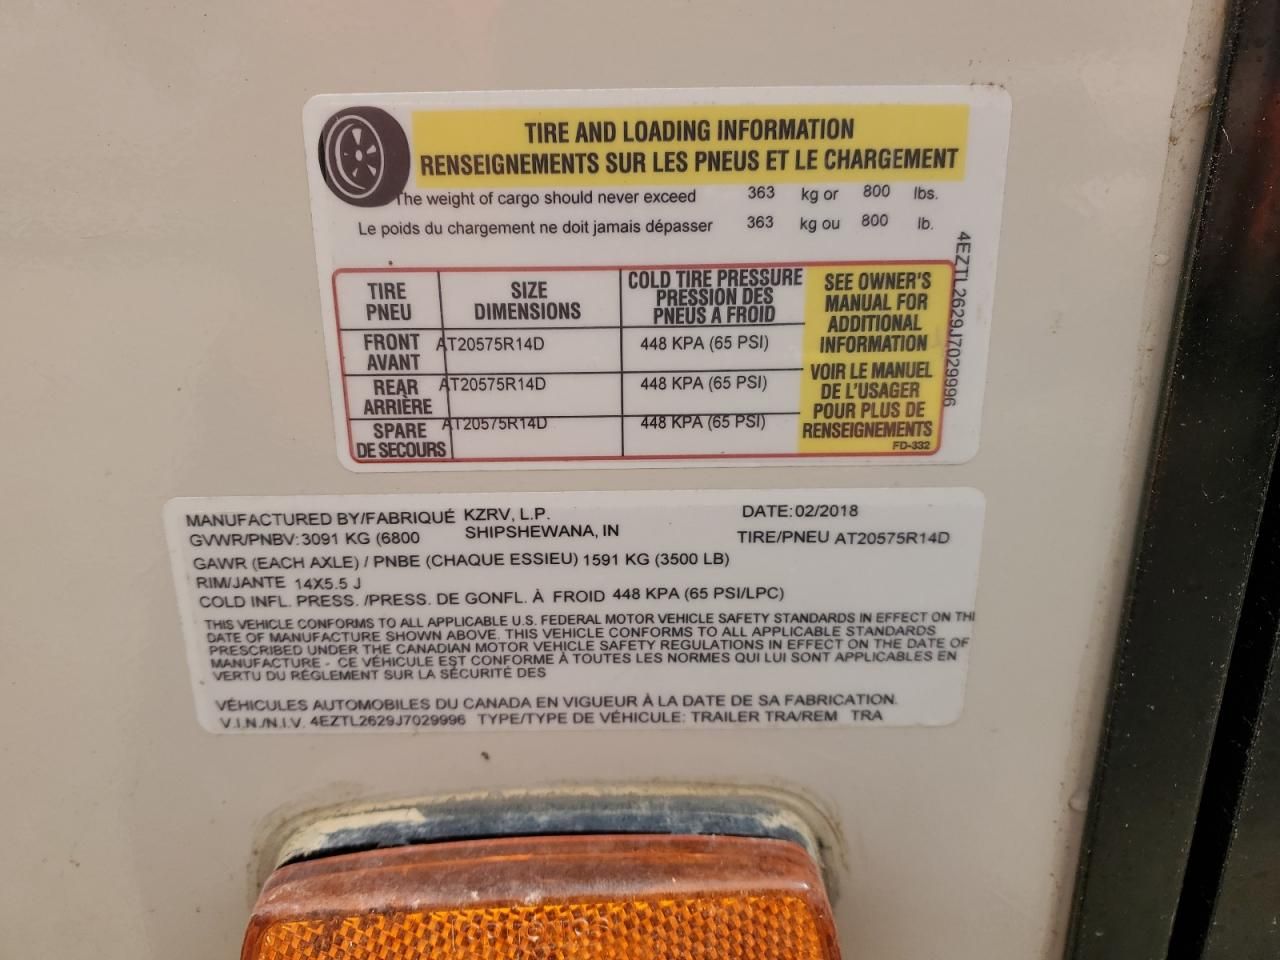 TIRE AND LOADING INFORMATION
RENSEIGNEMENTS SUR LES PNEUS ET LE CHARGEMENT
The weight of cargo should never exceed 363 kg or 800 lbs.
Le poids du chargement ne doit jamais dépasser 363 kg ou 800 lb.
TIRE PNEU
SIZE DIMENSIONS
COLD TIRE PRESSURE
PRESSION DES
PNEUS A FROID
FRONT AVANT AT20575R14D 448 KPA (65 PSI)
REAR ARRIÈRE AT20575R14D 448 KPA (65 PSI)
SPARE DE SECOURS AT20575R14D 448 KPA (65 PSI)
SEE OWNER'S
MANUAL FOR
ADDITIONAL
INFORMATION
VOIR LE MANUEL
DE L'USAGER
POUR PLUS DE
RENSEIGNEMENTS
FD-332
4EZTL2629J7029996
MANUFACTURED BY/FABRIQUÉ KZRV, L.P. DATE: 02/2018
GVWR/PNBV: 3091 KG (6800 SHIPSHEWANA, IN TIRE/PNEU AT20575R14D
GAWR (EACH AXLE) / PNBE (CHAQUE ESSIEU) 1591 KG (3500 LB)
RIM/JANTE 14X5.5 J
COLD INFL. PRESS. /PRESS. DE GONFL. À FROID 448 KPA (65 PSI/LPC)
THIS VEHICLE CONFORMS TO ALL APPLICABLE U.S. FEDERAL MOTOR VEHICLE SAFETY STANDARDS IN EFFECT ON THE
DATE OF MANUFACTURE SHOWN ABOVE. THIS VEHICLE CONFORMS TO ALL APPLICABLE STANDARDS
PRESCRIBED UNDER THE CANADIAN MOTOR VEHICLE SAFETY REGULATIONS IN EFFECT ON THE DATE OF
MANUFACTURE - CE VÉHICULE EST CONFORME À TOUTES LES NORMES QUI LUI SONT APPLICABLES EN
VERTU DU RÉGLEMENT SUR LA SÉCURITÉ DES
VÉHICULES AUTOMOBILES DU CANADA EN VIGUEUR À LA DATE DE SA FABRICATION.
V.I.N./N.I.V. 4EZTL2629J7029996 TYPE/TYPE DE VÉHICULE: TRAILER TRA/REM TRA